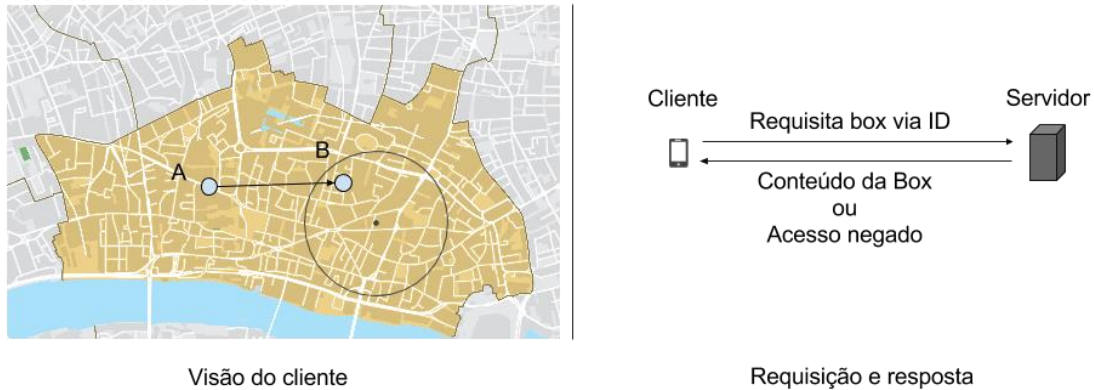 A
B
Visão do cliente
Cliente
Servidor
Requisita box via ID
Conteúdo da Box
ou
Acesso negado
Requisição e resposta